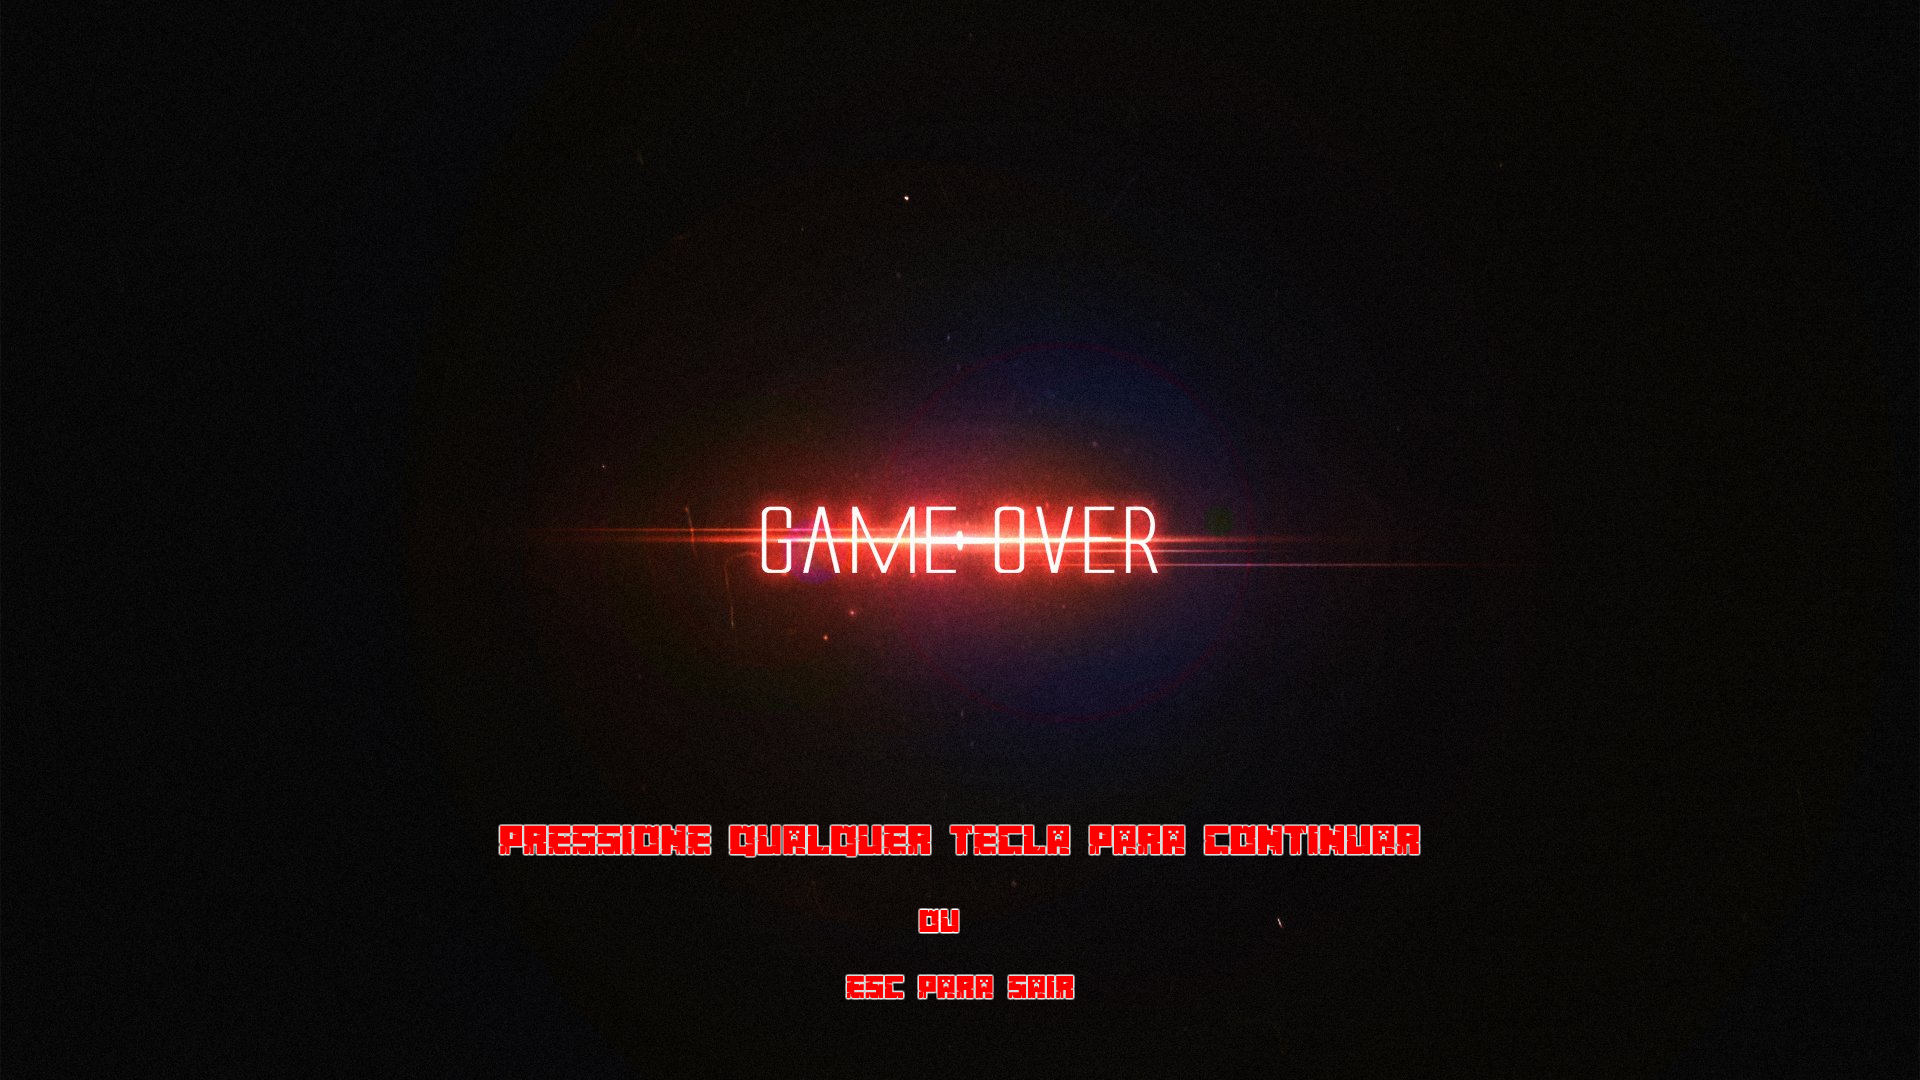 GAME OVER
PRESSIONE QUALQUER TECLA PARA CONTINUAR
OU
ESC PARA SAIR